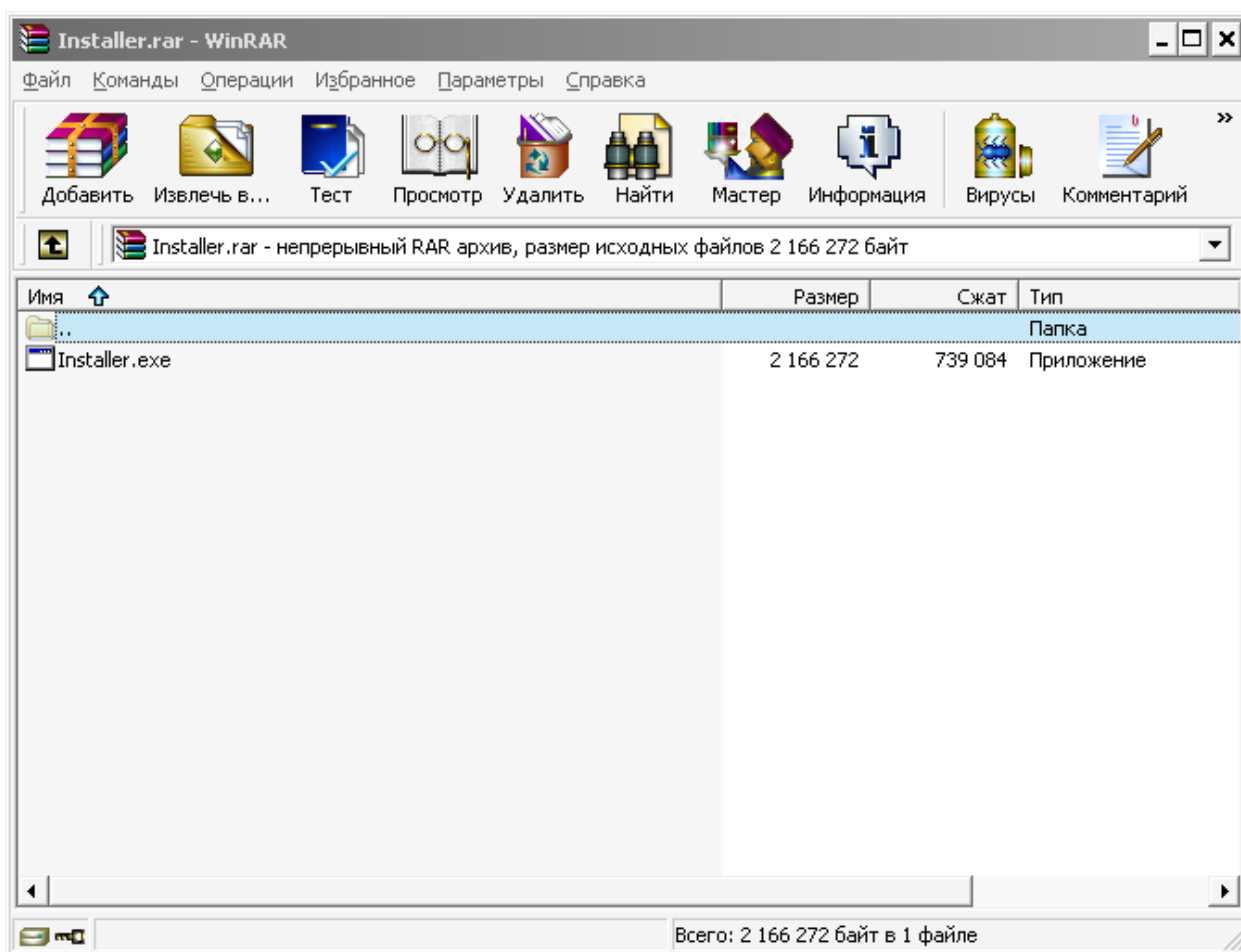 Installer.rar - WinRAR
Файл Команды Операции Избранное Параметры Справка
Добавить Извлечь в... Тест Просмотр Удалить Найти Мастер Информация Вирусы Комментарий
Installer.rar - непрерывный RAR архив, размер исходных файлов 2 166 272 байт
Имя Размер Сжат Тип
.. Папка
Installer.exe 2 166 272 739 084 Приложение
Всего: 2 166 272 байт в 1 файле